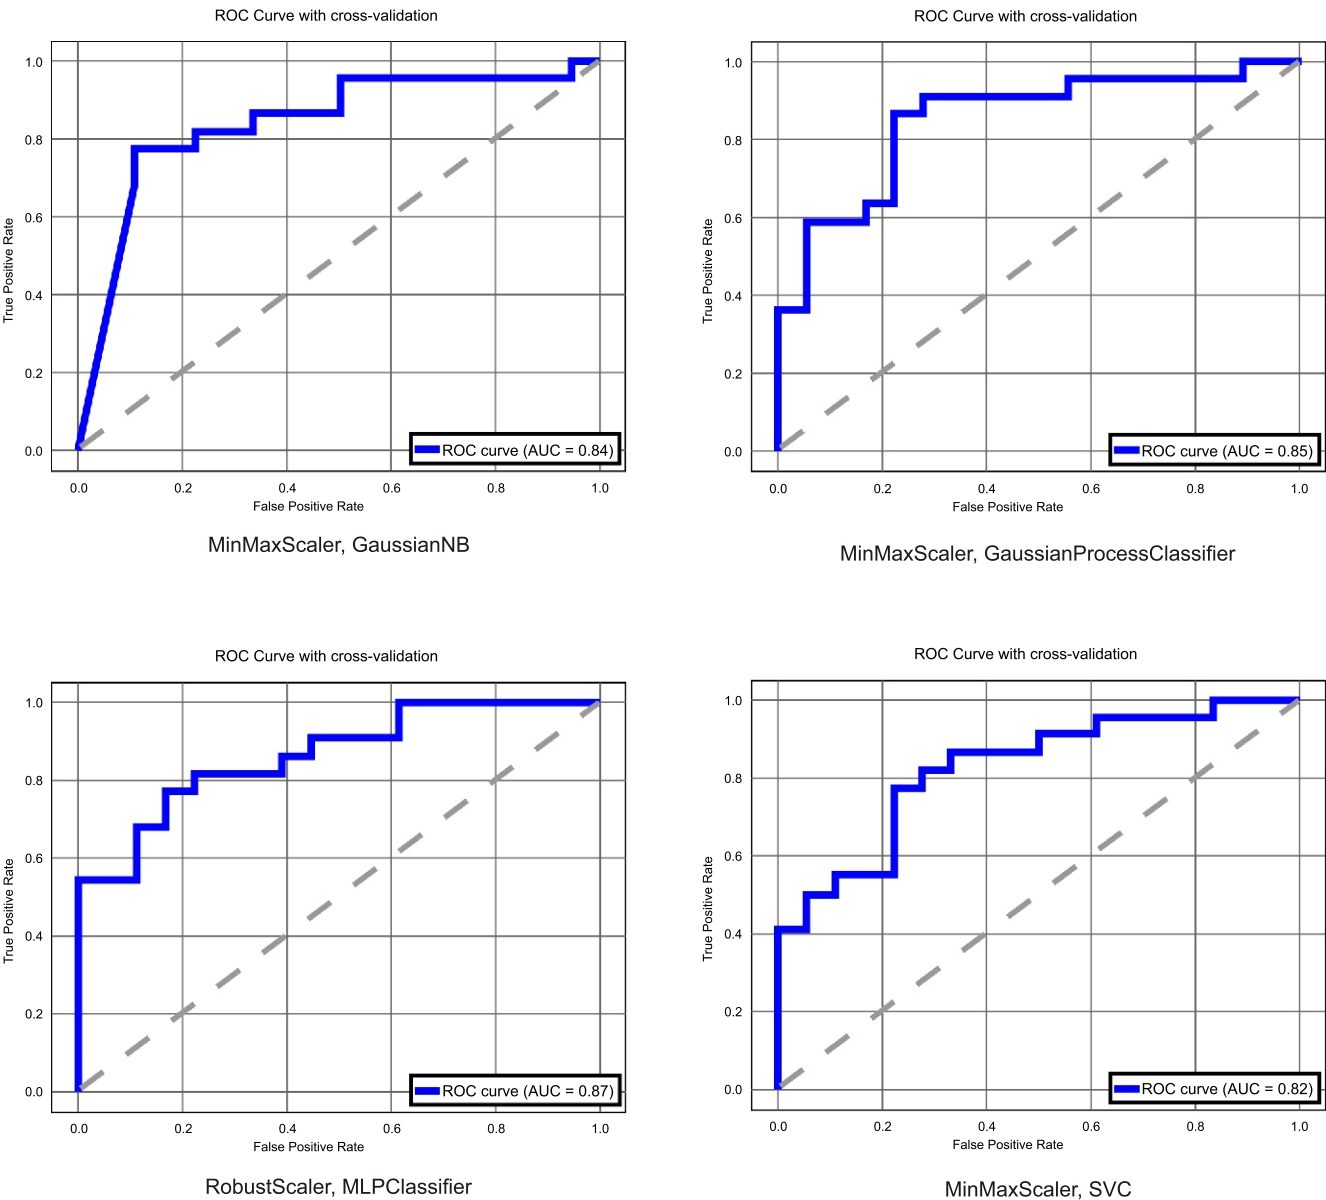 ROC Curve with cross-validation
1.0
0.8
0.6
0.4
0.2
0.0
True Positive Rate
ROC curve (AUC = 0.84)
0.0 0.2 0.4 0.6 0.8 1.0
False Positive Rate
MinMaxScaler, GaussianNB
ROC Curve with cross-validation
1.0
0.8
0.6
0.4
0.2
0.0
True Positive Rate
ROC curve (AUC = 0.85)
0.0 0.2 0.4 0.6 0.8 1.0
False Positive Rate
MinMaxScaler, GaussianProcessClassifier
ROC Curve with cross-validation
1.0
0.8
0.6
0.4
0.2
0.0
True Positive Rate
ROC curve (AUC = 0.87)
0.0 0.2 0.4 0.6 0.8 1.0
False Positive Rate
RobustScaler, MLPClassifier
ROC Curve with cross-validation
1.0
0.8
0.6
0.4
0.2
0.0
True Positive Rate
ROC curve (AUC = 0.82)
0.0 0.2 0.4 0.6 0.8 1.0
False Positive Rate
MinMaxScaler, SVC